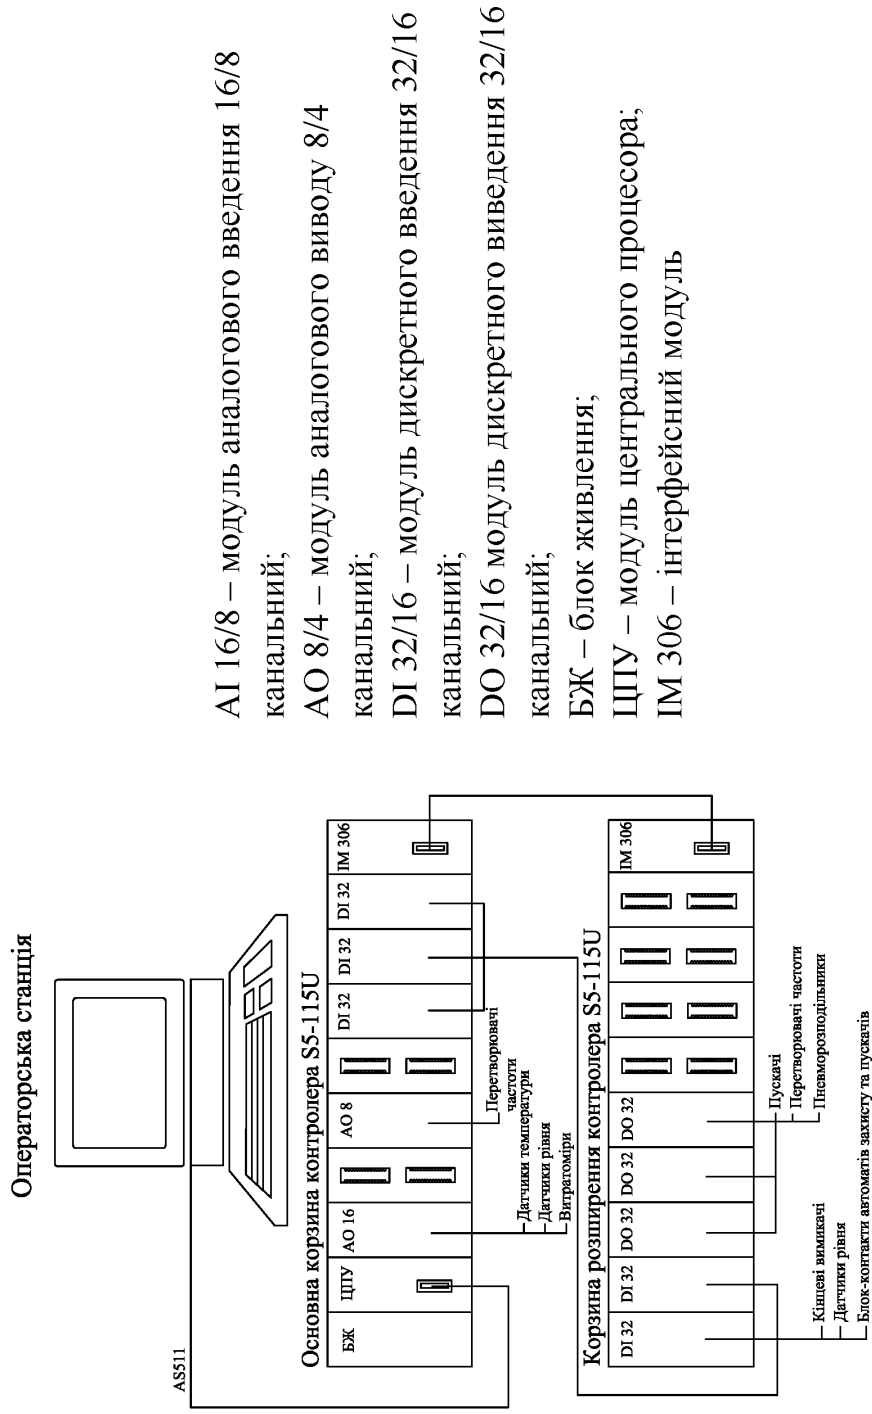 Операторська станція
AS511
Основна корзина контролера S5-115U
БЖ
ЦПУ
АО 16
АО 8
DI 32
DI 32
DI 32
IM 306
Датчики температури
Датчики рівня
Витратоміри
Перетворювачі
частоти
Корзина розширення контролера S5-115U
DI 32
DI 32
DO 32
DO 32
DO 32
IM 306
Кінцеві вимикачі
Датчики рівня
Блок-контакти автоматів захисту та пускачів
Пускачі
Перетворювачі частоти
Пневморозподільники
AI 16/8 – модуль аналогового введення 16/8
канальний;
АО 8/4 – модуль аналогового виводу 8/4
канальний;
DI 32/16 – модуль дискретного введення 32/16
канальний;
DO 32/16 модуль дискретного виведення 32/16
канальний;
БЖ – блок живлення;
ЦПУ – модуль центрального процесора;
IM 306 – інтерфейсний модуль